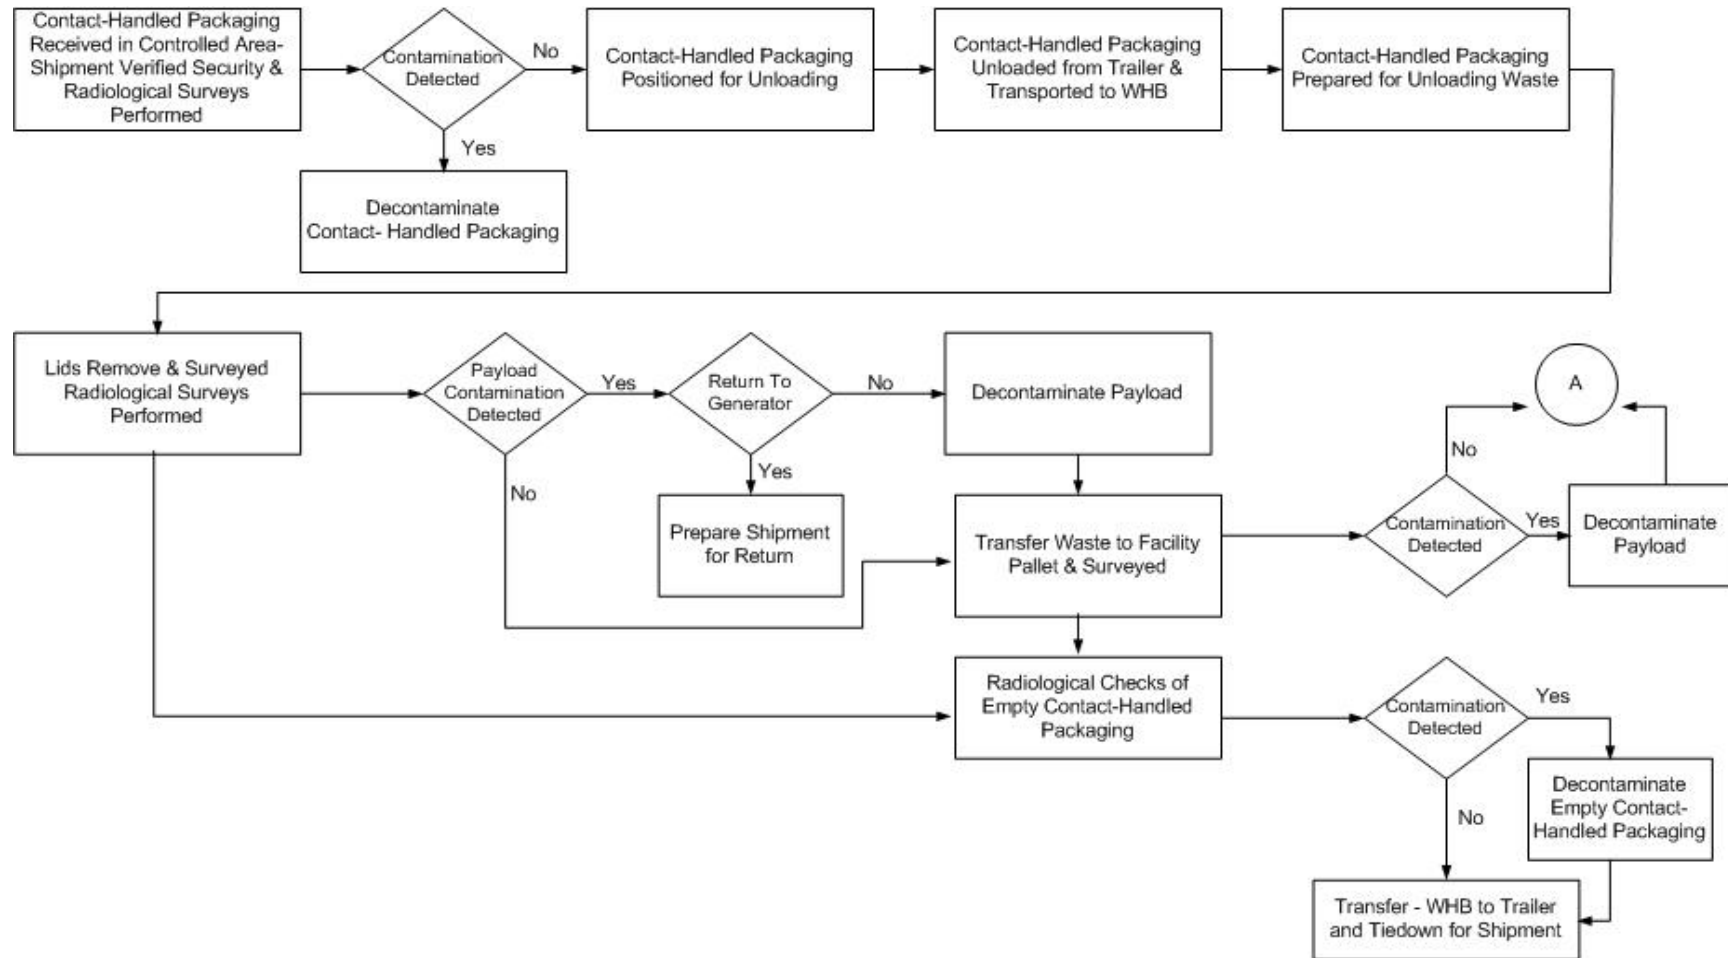 Contact-Handled Packaging
Received in Controlled Area-
Shipment Verified Security &
Radiological Surveys
Performed
Contamination
Detected
No
Yes
Contact-Handled Packaging
Positioned for Unloading
Contact-Handled Packaging
Unloaded from Trailer &
Transported to WHB
Contact-Handled Packaging
Prepared for Unloading Waste
Decontaminate
Contact- Handled Packaging
Lids Remove & Surveyed
Radiological Surveys
Performed
Payload
Contamination
Detected
Yes
No
Return To
Generator
No
Yes
Decontaminate Payload
Prepare Shipment
for Return
Transfer Waste to Facility
Pallet & Surveyed
A
No
Contamination
Detected
Yes
Decontaminate
Payload
Radiological Checks of
Empty Contact-Handled
Packaging
Contamination
Detected
Yes
No
Decontaminate
Empty Contact-
Handled Packaging
Transfer - WHB to Trailer
and Tiedown for Shipment